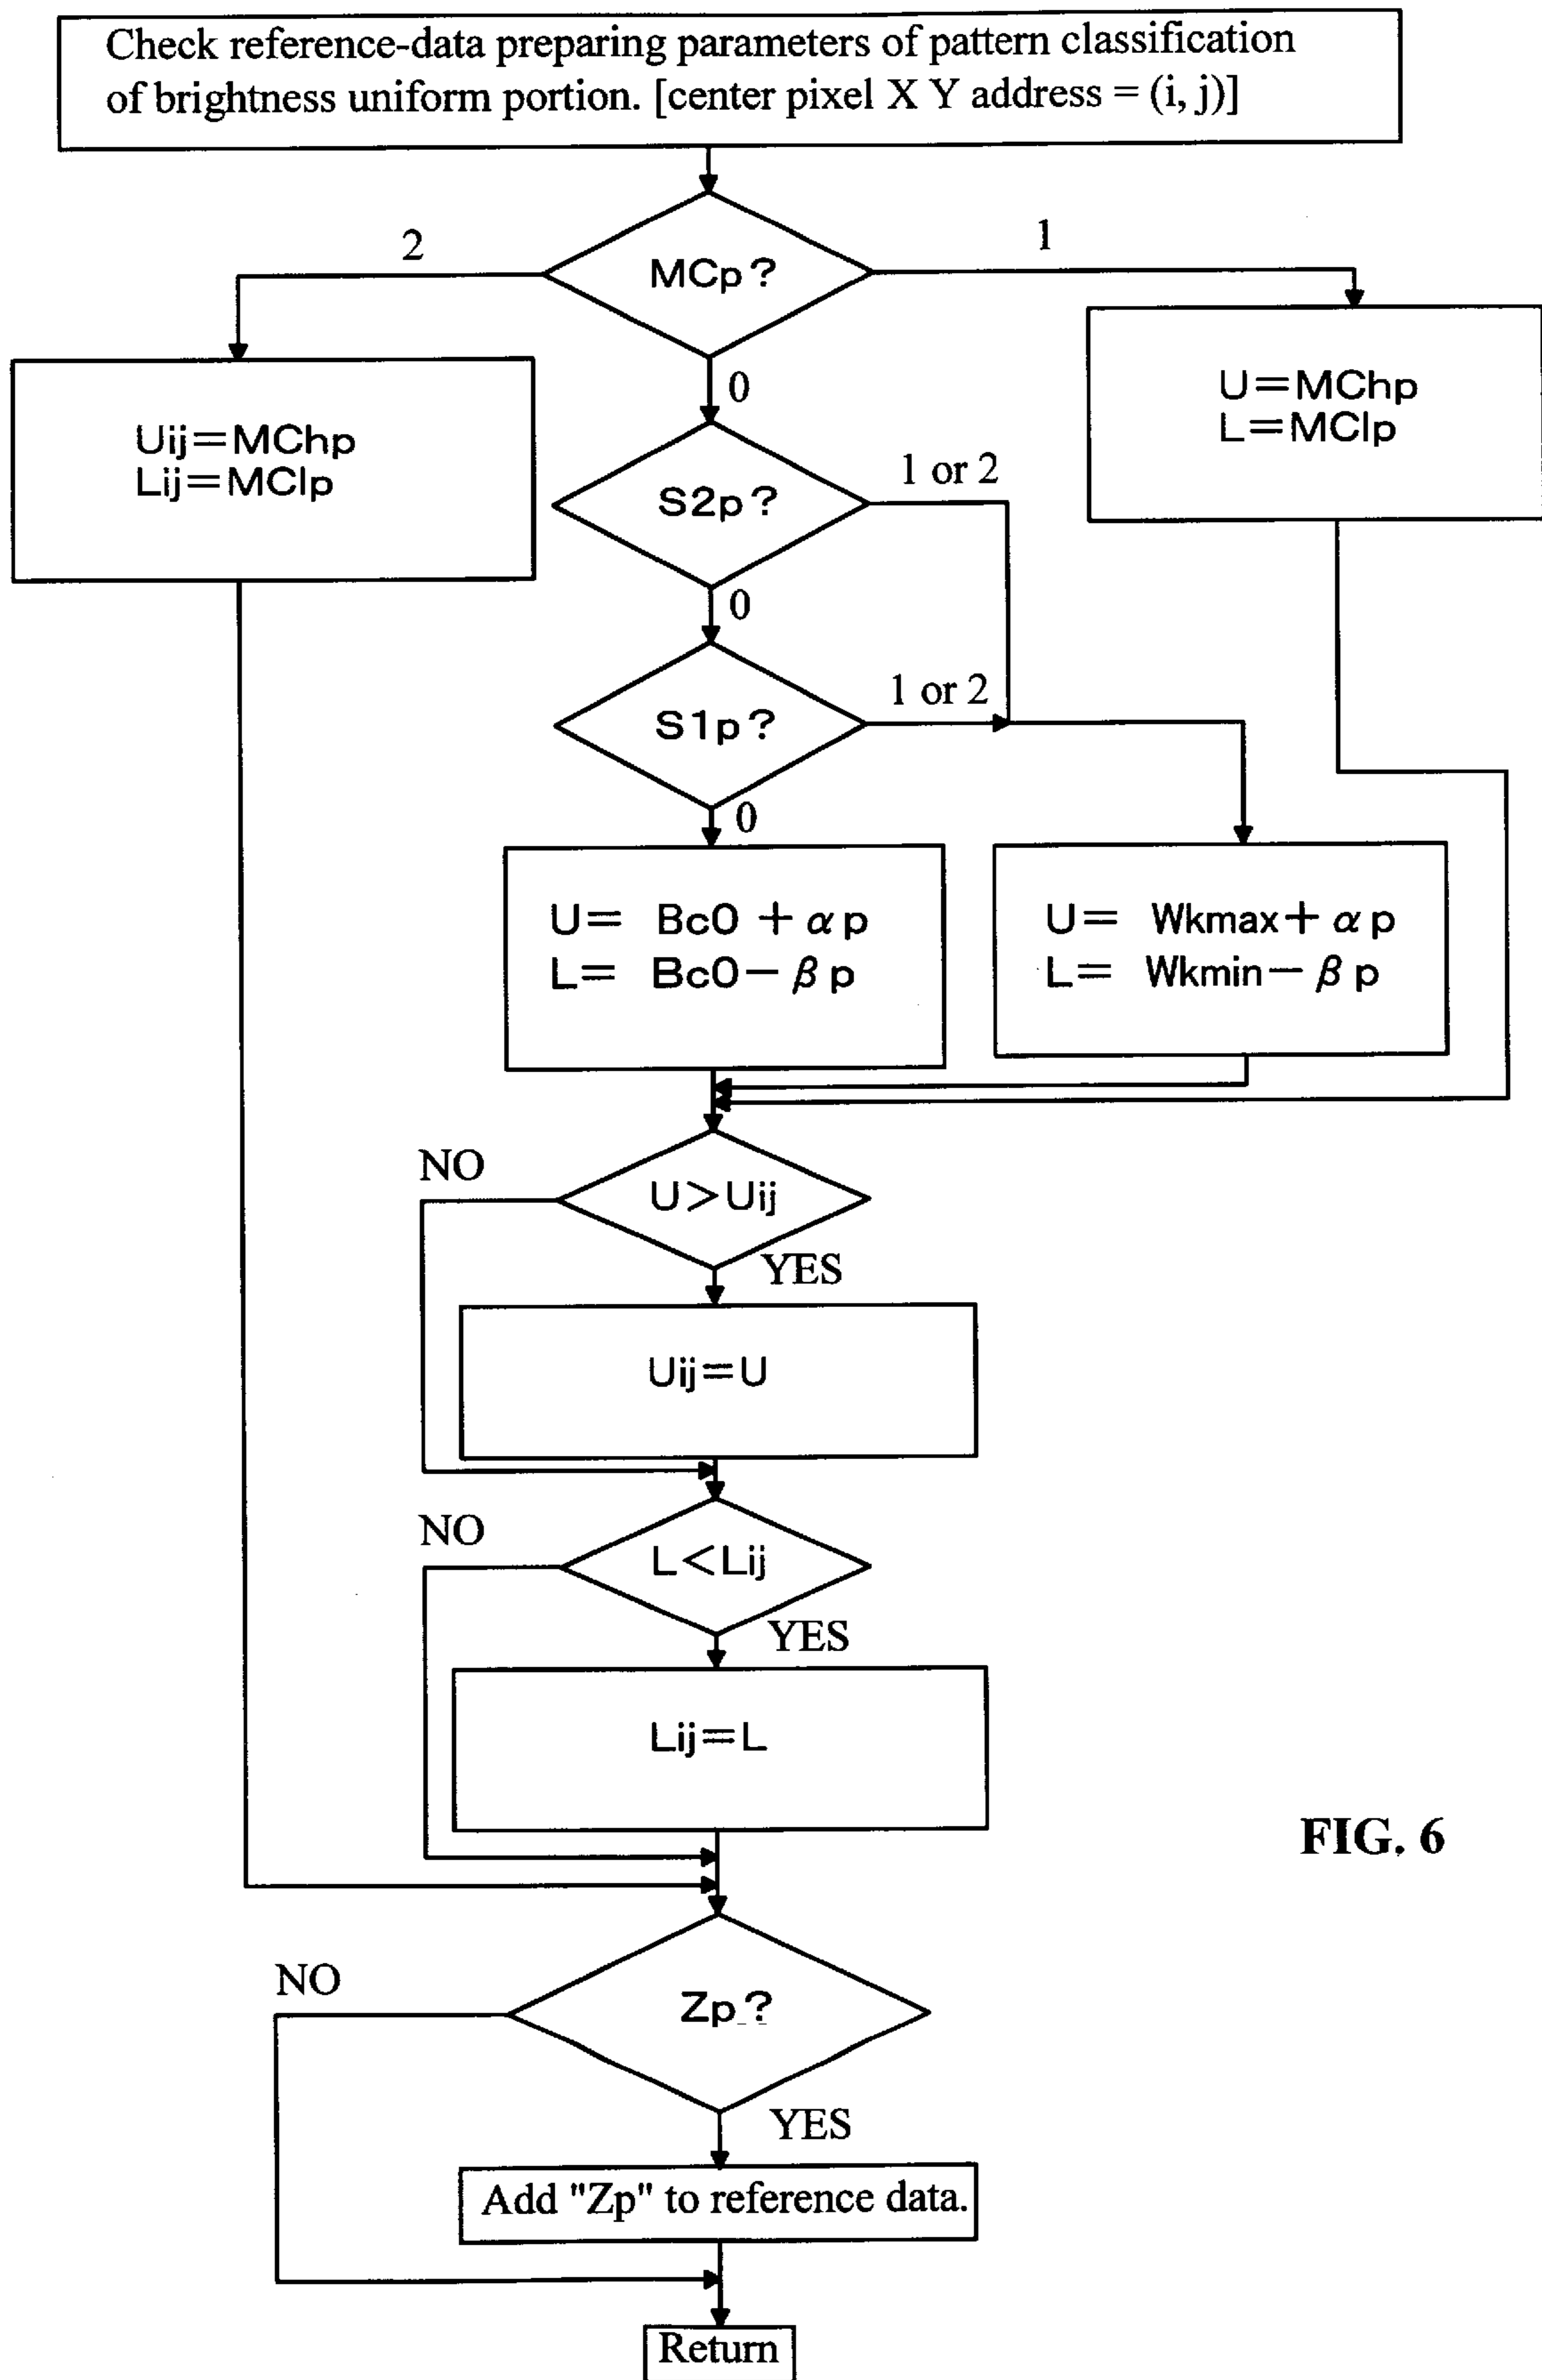 Check reference-data preparing parameters of pattern classification
of brightness uniform portion. [center pixel X Y address = (i, j)]
2
MCp?
1
0
Uij=MChp
Lij=MClp
U=MChp
L=MClp
S2p?
1 or 2
0
S1p?
1 or 2
0
U= Bc0 + αp
L= Bc0 − βp
U= Wkmax + αp
L= Wkmin − βp
NO
U>Uij
YES
Uij=U
NO
L<Lij
YES
Lij=L
FIG. 6
NO
Zp?
YES
Add "Zp" to reference data.
Return